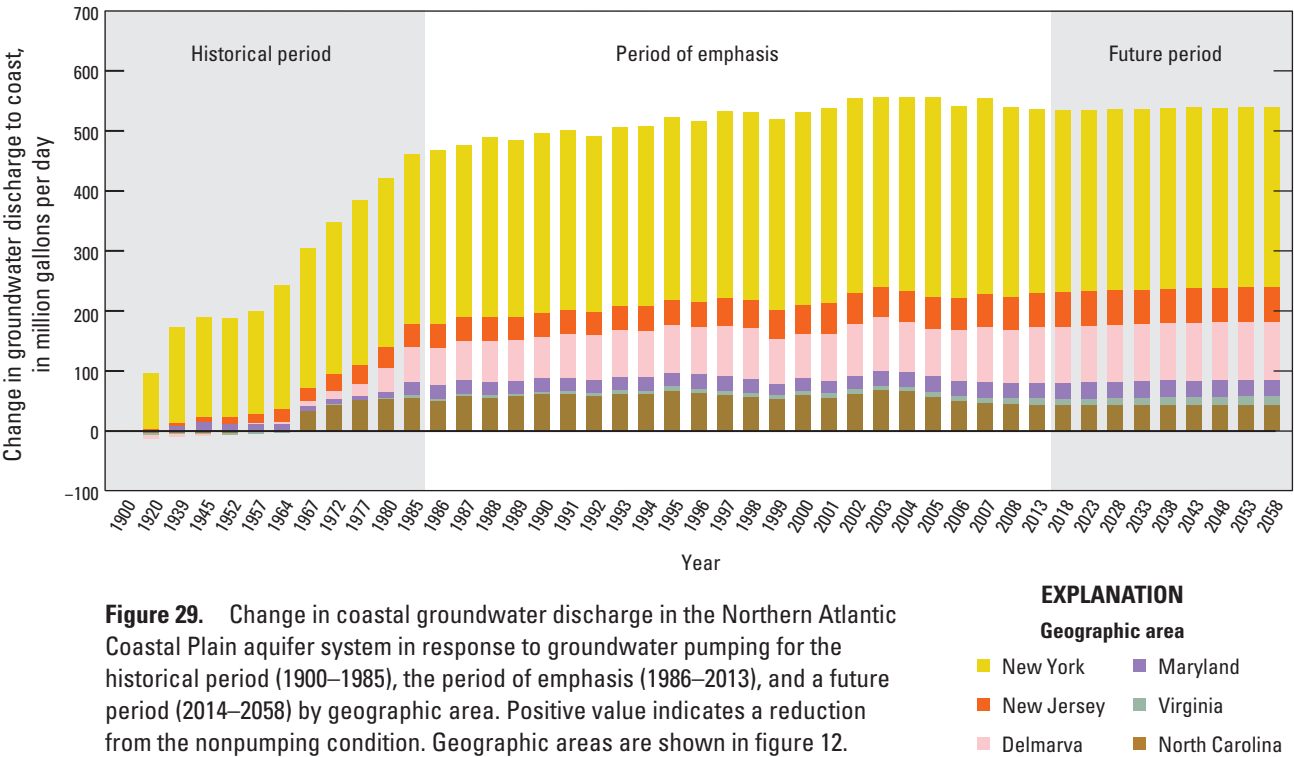 Change in groundwater discharge to coast,
in million gallons per day
700
600
500
400
300
200
100
0
−100
Historical period
Period of emphasis
Future period
1900
1920
1939
1945
1952
1957
1964
1967
1972
1977
1980
1985
1986
1987
1988
1989
1990
1991
1992
1993
1994
1995
1996
1997
1998
1999
2000
2001
2002
2003
2004
2005
2006
2007
2008
2013
2018
2023
2028
2033
2038
2043
2048
2053
2058
Year
Figure 29. Change in coastal groundwater discharge in the Northern Atlantic
Coastal Plain aquifer system in response to groundwater pumping for the
historical period (1900–1985), the period of emphasis (1986–2013), and a future
period (2014–2058) by geographic area. Positive value indicates a reduction
from the nonpumping condition. Geographic areas are shown in figure 12.
EXPLANATION
Geographic area
New York
New Jersey
Delmarva
Maryland
Virginia
North Carolina